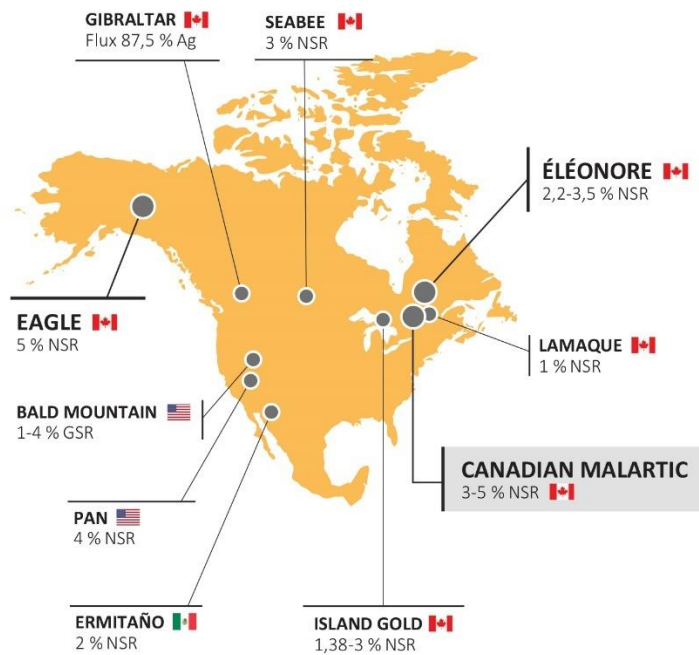 GIBRALTAR
Flux 87,5 % Ag
SEABEE
3 % NSR
ÉLÉONORE
2,2-3,5 % NSR
EAGLE
5 % NSR
LAMAQUE
1 % NSR
BALD MOUNTAIN
1-4 % GSR
CANADIAN MALARTIC
3-5 % NSR
PAN
4 % NSR
ERMITAÑO
2 % NSR
ISLAND GOLD
1,38-3 % NSR